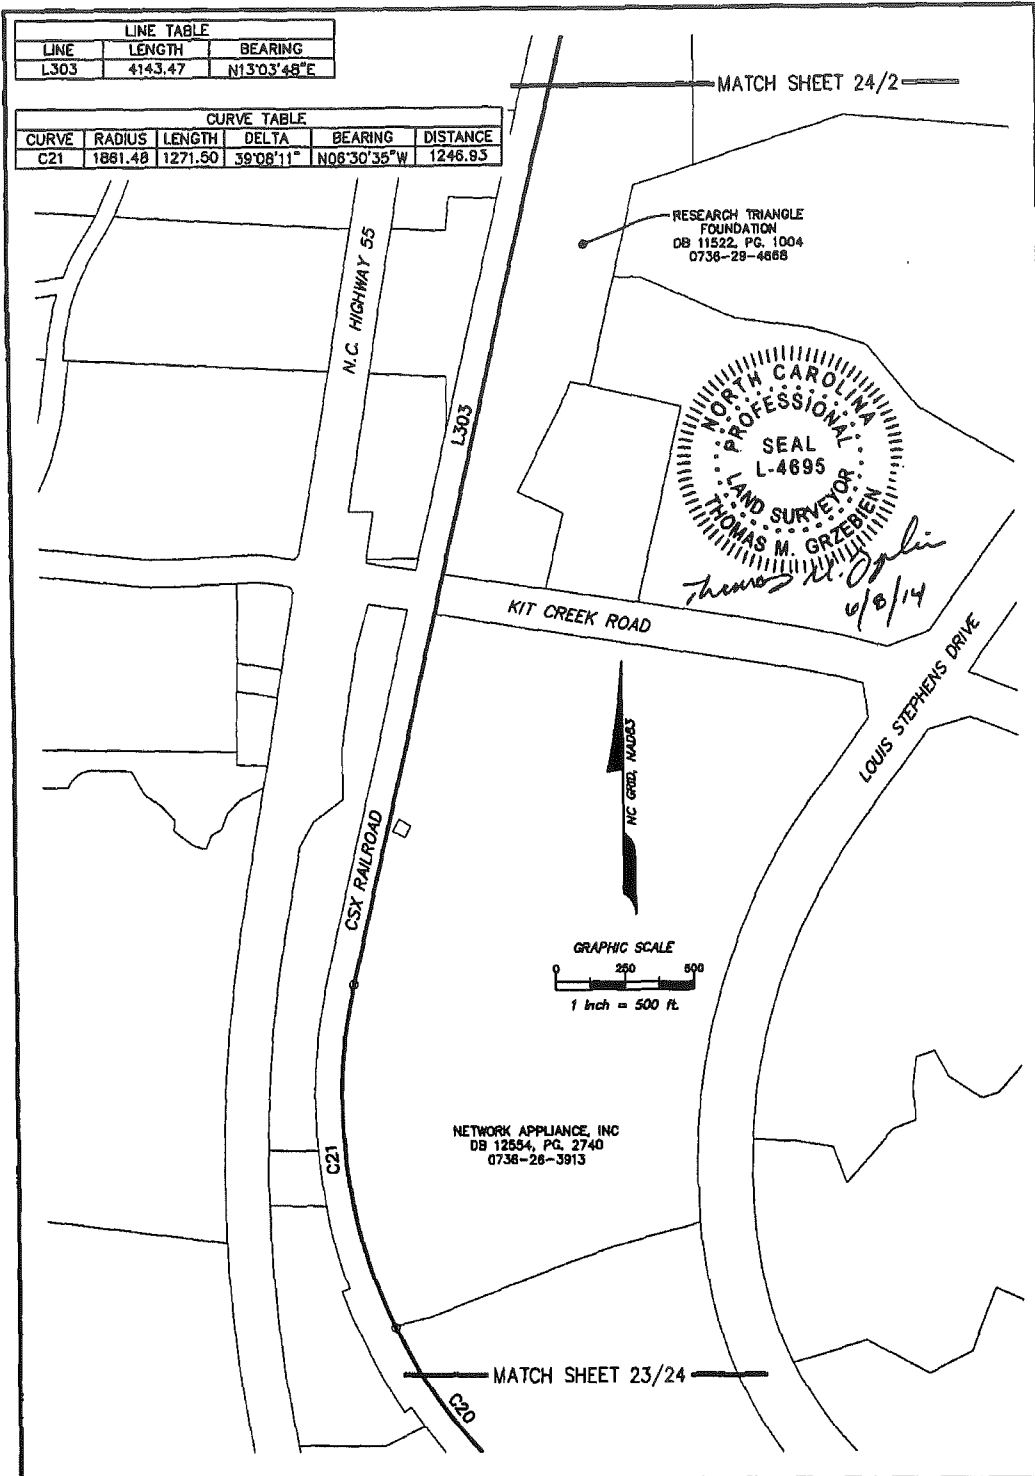 LINE TABLE
LINE LENGTH BEARING
L303 4143.47 N13°03'48"E
CURVE TABLE
CURVE RADIUS LENGTH DELTA BEARING DISTANCE
C21 1861.48 1271.50 39°08'11" N06°30'35"W 1246.93
MATCH SHEET 24/2
RESEARCH TRIANGLE
FOUNDATION
DB 11522, PG. 1004
0736-29-4668
N.C. HIGHWAY 55
L303
NORTH CAROLINA
PROFESSIONAL
SEAL
L-4695
LAND SURVEYOR
THOMAS M. GRZEBIEN
Thomas M.
6/8/14
KIT CREEK ROAD
LOUIS STEPHENS DRIVE
NC GRID, NAD83
CSX RAILROAD
GRAPHIC SCALE
0 250 500
1 inch = 500 ft.
NETWORK APPLIANCE, INC
DB 12554, PG. 2740
0736-26-3913
C21
MATCH SHEET 23/24
C20